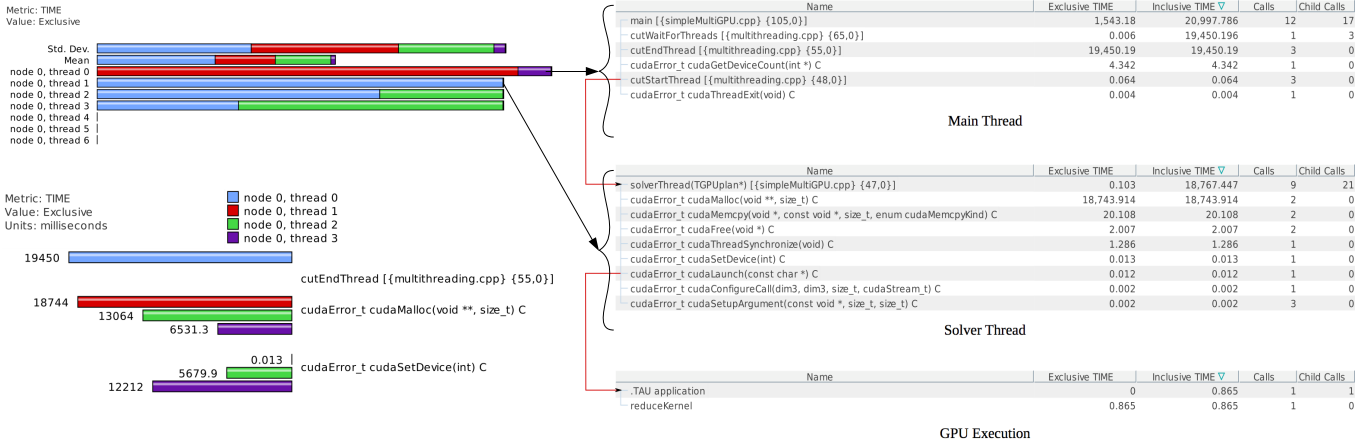 Metric: TIME
Value: Exclusive
Std. Dev.
Mean
node 0, thread 0
node 0, thread 1
node 0, thread 2
node 0, thread 3
node 0, thread 4
node 0, thread 5
node 0, thread 6
Metric: TIME
Value: Exclusive
Units: milliseconds
node 0, thread 0
node 0, thread 1
node 0, thread 2
node 0, thread 3
19450
cutEndThread [{multithreading.cpp} {55,0}]
18744
13064
cudaError_t cudaMalloc(void **, size_t) C
6531.3
0.013
5679.9
cudaError_t cudaSetDevice(int) C
12212
Name Exclusive TIME Inclusive TIME ∇ Calls Child Calls
main [{simpleMultiGPU.cpp} {105,0}] 1,543.18 20,997.786 12 17
cutWaitForThreads [{multithreading.cpp} {65,0}] 0.006 19,450.196 1 3
cutEndThread [{multithreading.cpp} {55,0}] 19,450.19 19,450.19 3 0
cudaError_t cudaGetDeviceCount(int *) C 4.342 4.342 1 0
cutStartThread [{multithreading.cpp} {48,0}] 0.064 0.064 3 0
cudaError_t cudaThreadExit(void) C 0.004 0.004 1 0
Main Thread
Name Exclusive TIME Inclusive TIME ∇ Calls Child Calls
solverThread(TGPUplan*) [{simpleMultiGPU.cpp} {47,0}] 0.103 18,767.447 9 21
cudaError_t cudaMalloc(void **, size_t) C 18,743.914 18,743.914 2 0
cudaError_t cudaMemcpy(void *, const void *, size_t, enum cudaMemcpyKind) C 20.108 20.108 2 0
cudaError_t cudaFree(void *) C 2.007 2.007 2 0
cudaError_t cudaThreadSynchronize(void) C 1.286 1.286 1 0
cudaError_t cudaSetDevice(int) C 0.013 0.013 1 0
cudaError_t cudaLaunch(const char *) C 0.012 0.012 1 0
cudaError_t cudaConfigureCall(dim3, dim3, size_t, cudaStream_t) C 0.002 0.002 1 0
cudaError_t cudaSetupArgument(const void *, size_t, size_t) C 0.002 0.002 3 0
Solver Thread
Name Exclusive TIME Inclusive TIME ∇ Calls Child Calls
.TAU application 0 0.865 1 1
reduceKernel 0.865 0.865 1 0
GPU Execution